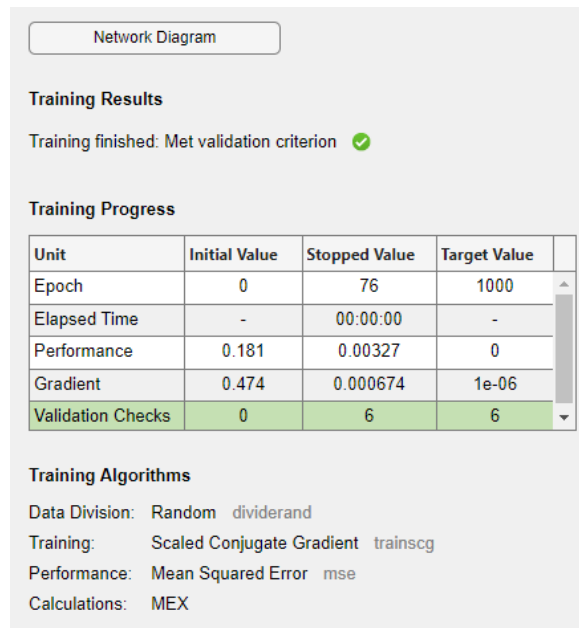 Network Diagram
Training Results
Training finished: Met validation criterion
Training Progress
Unit Initial Value Stopped Value Target Value
Epoch 0 76 1000
Elapsed Time - 00:00:00 -
Performance 0.181 0.00327 0
Gradient 0.474 0.000674 1e-06
Validation Checks 0 6 6
Training Algorithms
Data Division: Random dividerand
Training: Scaled Conjugate Gradient trainscg
Performance: Mean Squared Error mse
Calculations: MEX